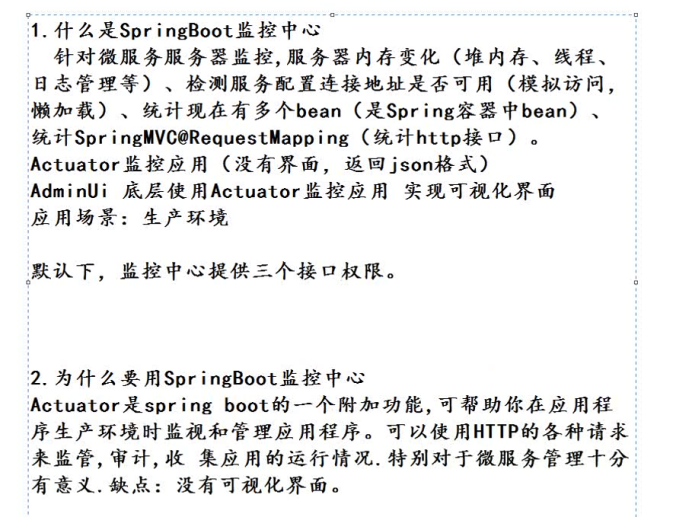 1.什么是SpringBoot监控中心
针对微服务服务器监控,服务器内存变化（堆内存、线程、
日志管理等）、检测服务配置连接地址是否可用（模拟访问，
懒加载）、统计现在有多个bean（是Spring容器中bean）、
统计SpringMVC@RequestMapping（统计http接口）。
Actuator监控应用（没有界面，返回json格式）
AdminUi 底层使用Actuator监控应用 实现可视化界面
应用场景：生产环境
默认下，监控中心提供三个接口权限。
2.为什么要用SpringBoot监控中心
Actuator是spring boot的一个附加功能,可帮助你在应用程
序生产环境时监视和管理应用程序。可以使用HTTP的各种请求
来监管,审计,收 集应用的运行情况.特别对于微服务管理十分
有意义.缺点：没有可视化界面。